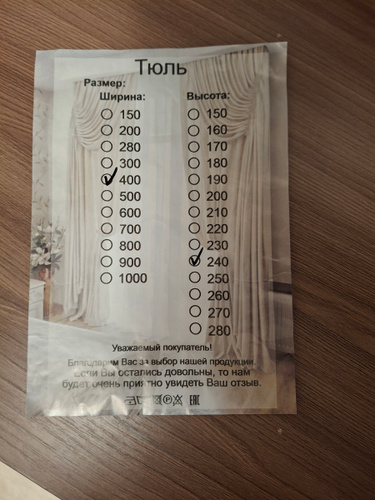 Тюль
Размер:
Ширина: Высота:
150 150
200 160
280 170
300 180
400 190
500 200
600 210
700 220
800 230
900 240
1000 250
260
270
280
Уважаемый покупатель!
Благодарим Вас за выбор нашей продукции.
Если Вы остались довольны, то нам
будет очень приятно увидеть Ваш отзыв.
EAC